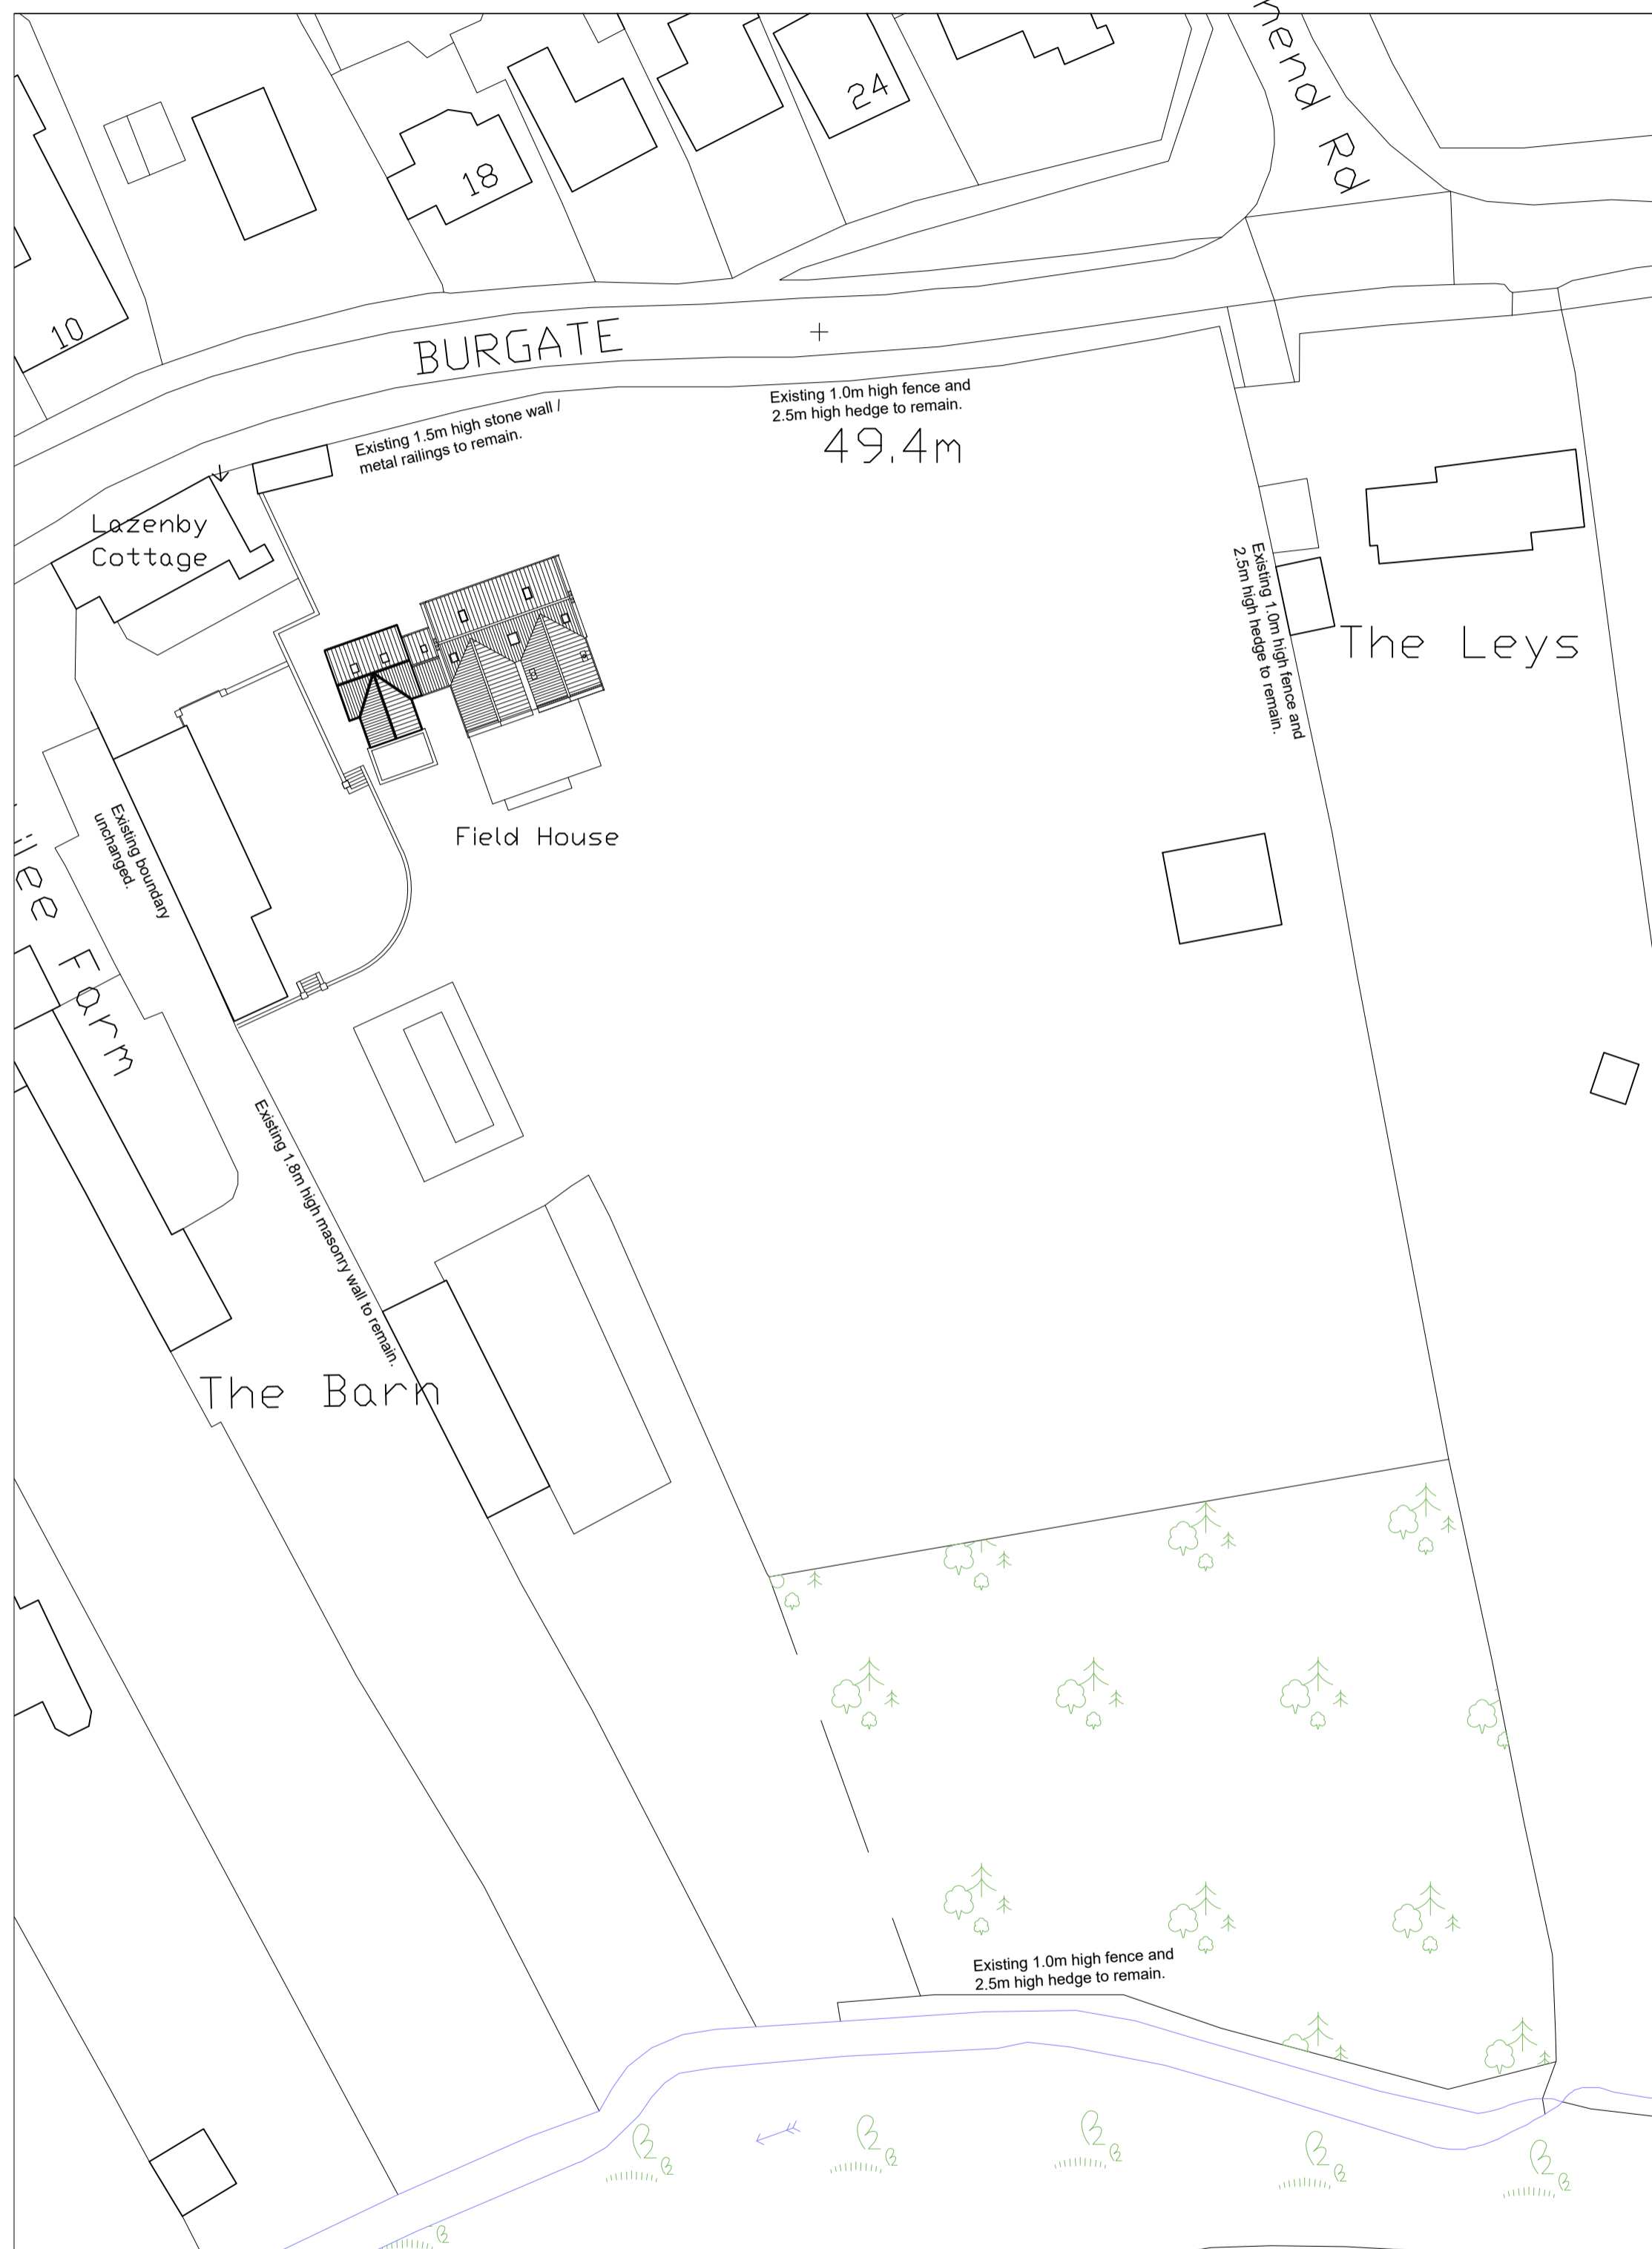 24
18
10
BURGATE
Rd
Existing 1.0m high fence and
2.5m high hedge to remain.
Existing 1.5m high stone wall /
metal railings to remain.
49.4m
Lazenby
Cottage
Existing 1.0m high fence and
2.5m high hedge to remain.
The Leys
Field House
Existing boundary
unchanged.
Farm
Existing 1.8m high masonry wall to remain.
The Barn
Existing 1.0m high fence and
2.5m high hedge to remain.